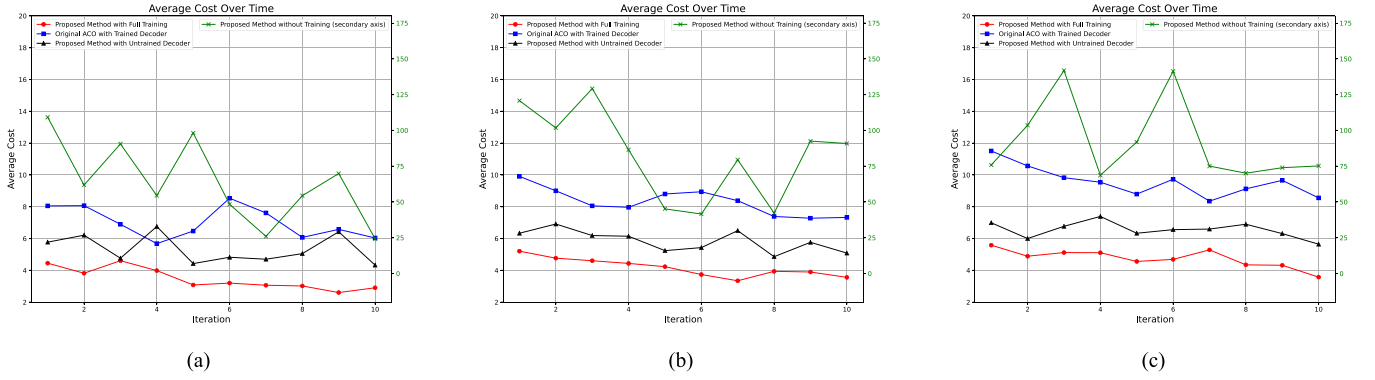 Average Cost Over Time
Proposed Method with Full Training
Original ACO with Trained Decoder
Proposed Method with Untrained Decoder
Proposed Method without Training (secondary axis)
20
18
16
14
12
10
8
6
4
2
Average Cost
175
150
125
100
75
50
25
0
2 4 6 8 10
Iteration
(a)
Average Cost Over Time
Proposed Method with Full Training
Original ACO with Trained Decoder
Proposed Method with Untrained Decoder
Proposed Method without Training (secondary axis)
20
18
16
14
12
10
8
6
4
2
Average Cost
175
150
125
100
75
50
25
0
2 4 6 8 10
Iteration
(b)
Average Cost Over Time
Proposed Method with Full Training
Original ACO with Trained Decoder
Proposed Method with Untrained Decoder
Proposed Method without Training (secondary axis)
20
18
16
14
12
10
8
6
4
2
Average Cost
175
150
125
100
75
50
25
0
2 4 6 8 10
Iteration
(c)